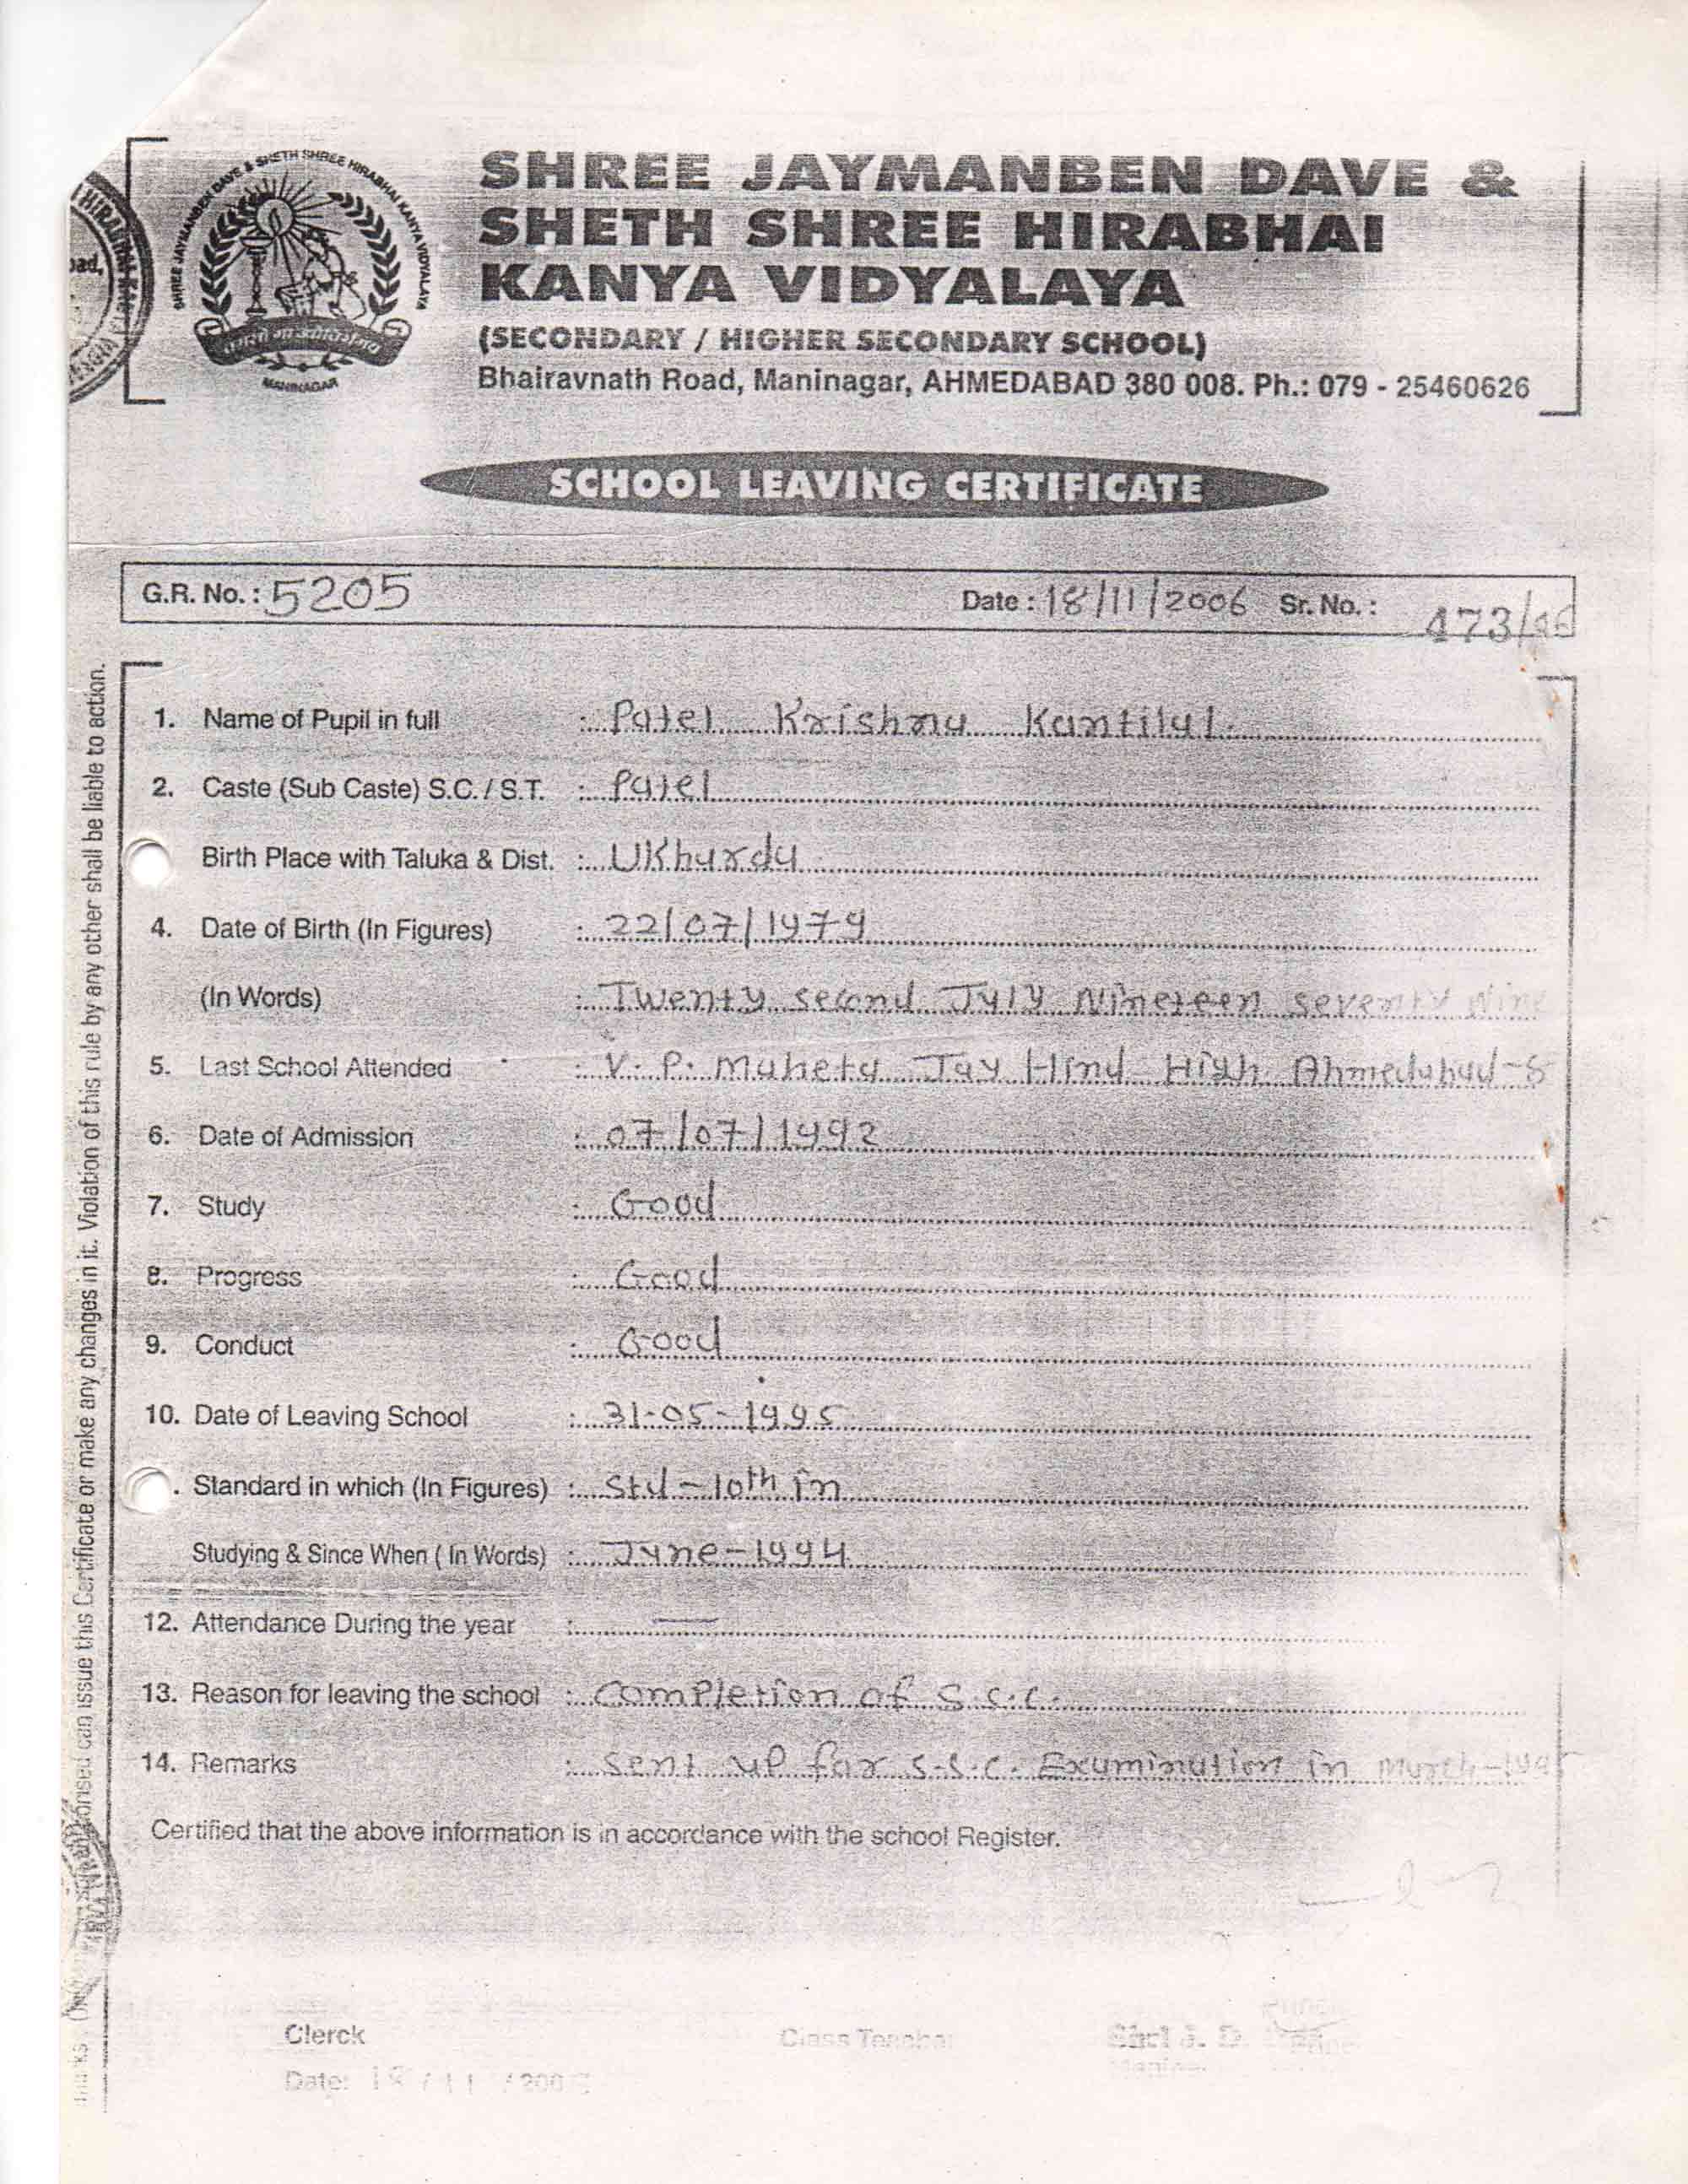 SHREE JAYMANBEN DAVE & SHETH SHREE HIRABHAI KANYA VIDYALAYA
MANINAGAR
SHREE JAYMANBEN DAVE &
SHETH SHREE HIRABHAI
KANYA VIDYALAYA
(SECONDARY / HIGHER SECONDARY SCHOOL)
Bhairavnath Road, Maninagar, AHMEDABAD 380 008. Ph.: 079 - 25460626
SCHOOL LEAVING CERTIFICATE
G.R. No. : 5205 Date : 18/11/2006 Sr. No. : 473/06
1. Name of Pupil in full : Patel Krishna Kantilal.
2. Caste (Sub Caste) S.C. / S.T. : Patel
Birth Place with Taluka & Dist. : Ukharda
4. Date of Birth (In Figures) : 22/07/1979
(In Words) : Twenty second July Nineteen seventy Nine
5. Last School Attended : V. P. Maheta Jay Hind High Ahmedabad-8
6. Date of Admission : 07/07/1992
7. Study : Good
8. Progress : Good
9. Conduct : Good
10. Date of Leaving School : 31-05-1995
. Standard in which (In Figures) : Std - 10th in
Studying & Since When ( In Words) : June-1994
12. Attendance During the year : —
13. Reason for leaving the school : Completion of S.S.C.
14. Remarks : Sent up for S.S.C. Examination in March-1995
Certified that the above information is in accordance with the school Register.
Clerck Class Teacher
Date: 18 / 11 /200
can issue this Certificate or make any changes in it. Violation of this rule by any other shall be liable to action.